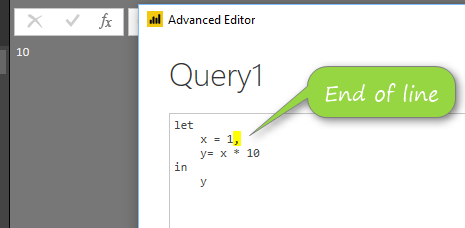 fx
10
Advanced Editor
Query1
End of line
let
x = 1,
y= x * 10
in
y